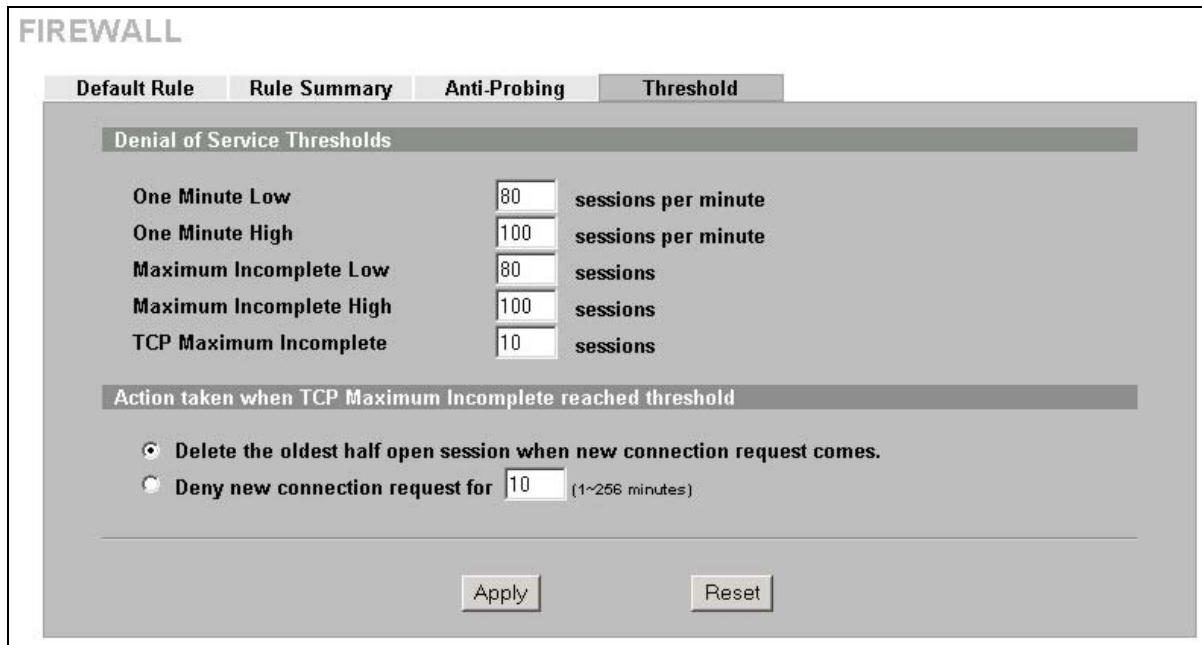 FIREWALL
Default Rule Rule Summary Anti-Probing Threshold
Denial of Service Thresholds
One Minute Low 80 sessions per minute
One Minute High 100 sessions per minute
Maximum Incomplete Low 80 sessions
Maximum Incomplete High 100 sessions
TCP Maximum Incomplete 10 sessions
Action taken when TCP Maximum Incomplete reached threshold
Delete the oldest half open session when new connection request comes.
Deny new connection request for 10 (1~256 minutes)
Apply Reset